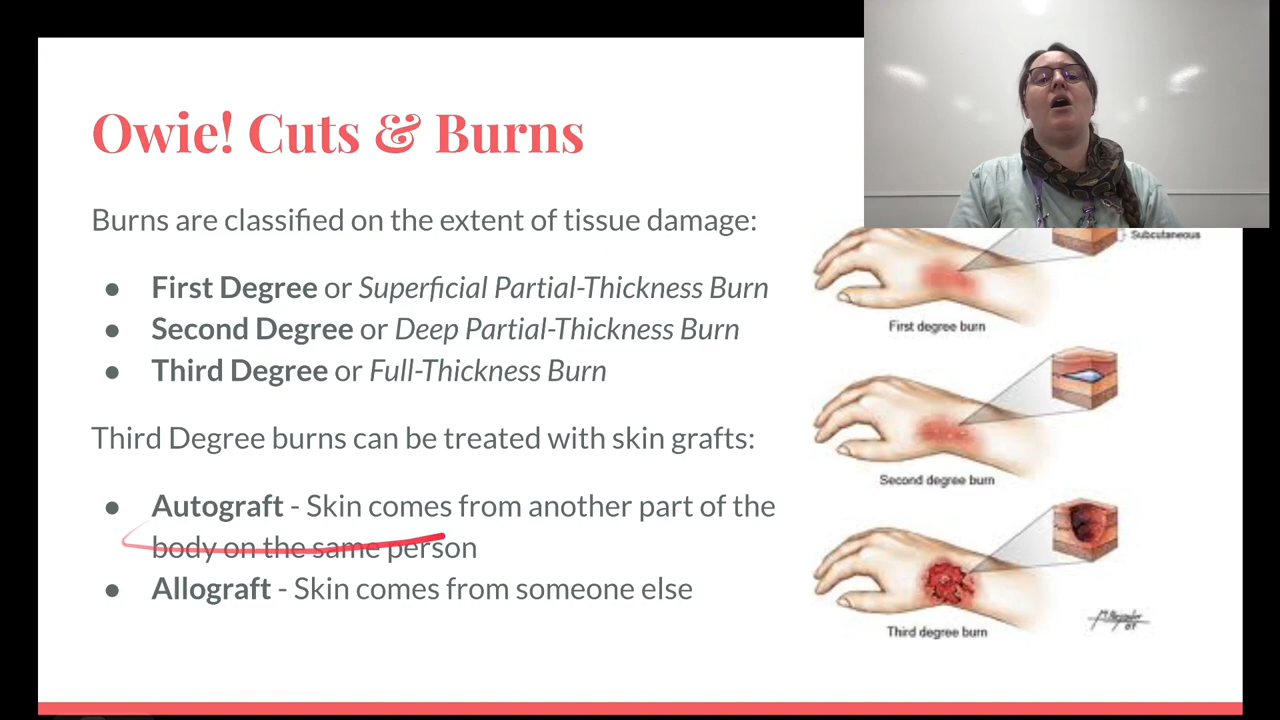 Owie! Cuts & Burns
Burns are classified on the extent of tissue damage:
● First Degree or Superficial Partial-Thickness Burn
● Second Degree or Deep Partial-Thickness Burn
● Third Degree or Full-Thickness Burn
Third Degree burns can be treated with skin grafts:
● Autograft - Skin comes from another part of the
body on the same person
● Allograft - Skin comes from someone else
Subcutaneous
First degree burn
Second degree burn
Third degree burn